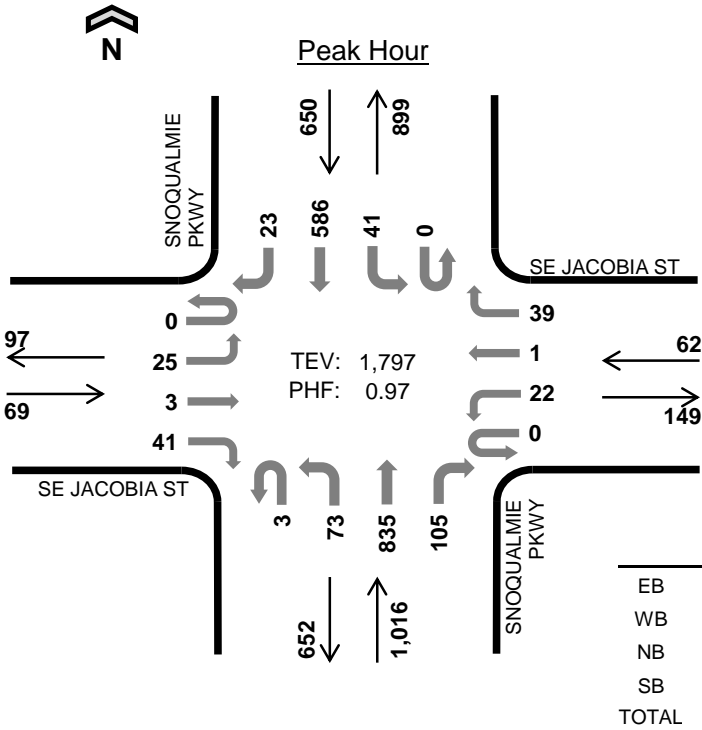 N
Peak Hour
650
899
SNOQUALMIE
PKWY
23
586
41
0
SE JACOBIA ST
0
25
3
41
97
69
TEV: 1,797
PHF: 0.97
39
1
22
0
62
149
SE JACOBIA ST
3
73
835
105
SNOQUALMIE
PKWY
652
1,016
EB
WB
NB
SB
TOTAL